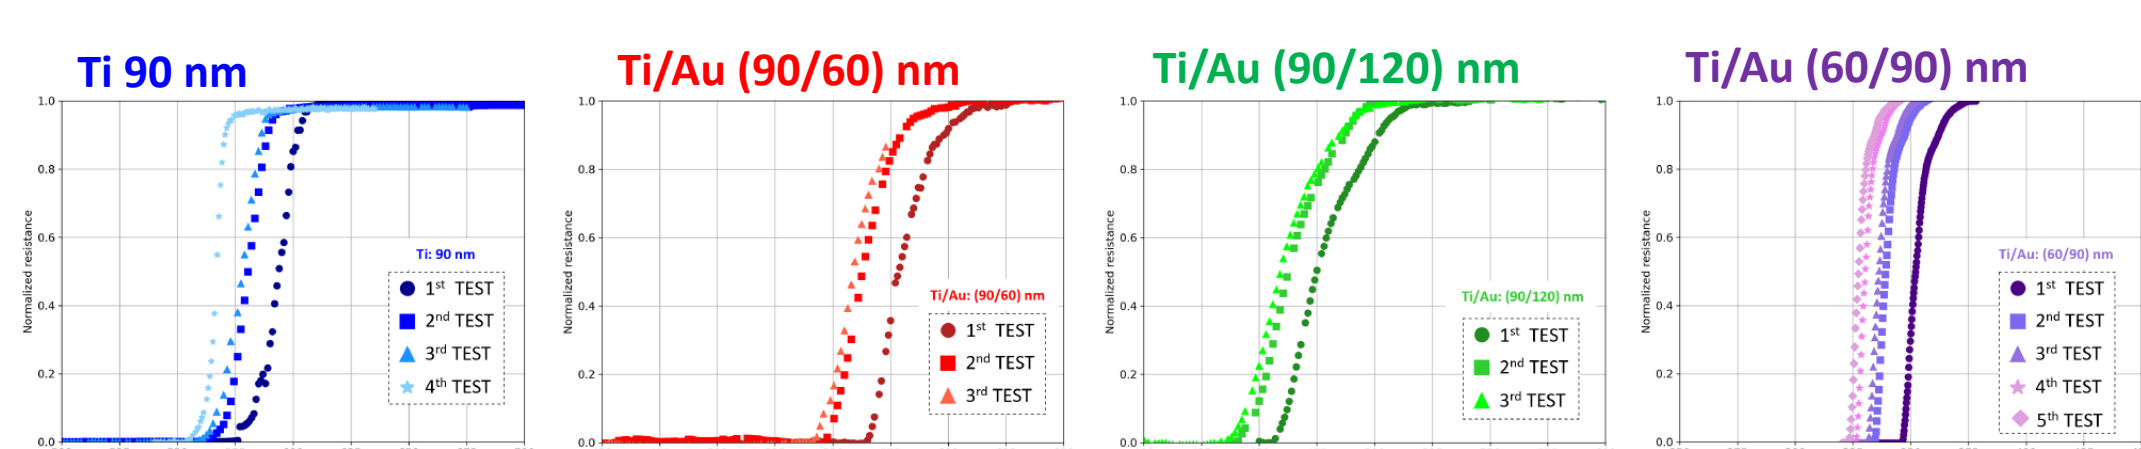 Ti 90 nm
1.0
0.8
0.6
0.4
0.2
0.0
Normalized resistance
Ti: 90 nm
1st TEST
2nd TEST
3rd TEST
4th TEST
Ti/Au (90/60) nm
1.0
0.8
0.6
0.4
0.2
0.0
Normalized resistance
Ti/Au: (90/60) nm
1st TEST
2nd TEST
3rd TEST
Ti/Au (90/120) nm
1.0
0.8
0.6
0.4
0.2
0.0
Normalized resistance
Ti/Au: (90/120) nm
1st TEST
2nd TEST
3rd TEST
Ti/Au (60/90) nm
1.0
0.8
0.6
0.4
0.2
0.0
Normalized resistance
Ti/Au: (60/90) nm
1st TEST
2nd TEST
3rd TEST
4th TEST
5th TEST